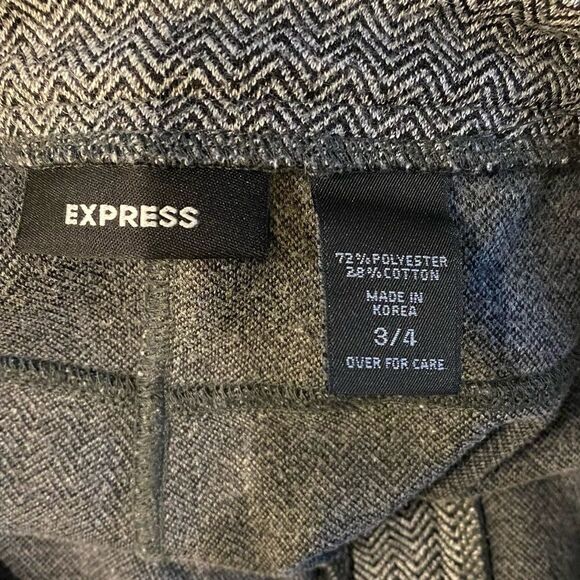 EXPRESS
72% POLYESTER
28% COTTON
MADE IN
KOREA
3/4
OVER FOR CARE